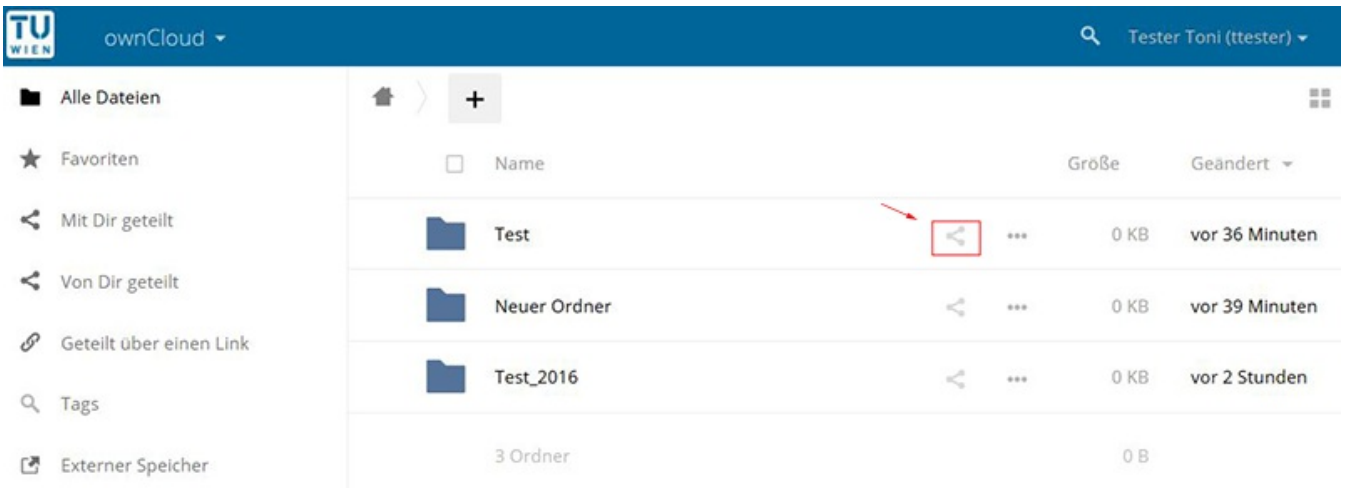 TU
WIEN
ownCloud
Tester Toni (ttester)
Alle Dateien
Favoriten
Mit Dir geteilt
Von Dir geteilt
Geteilt über einen Link
Tags
Externer Speicher
+
Name Größe Geändert
Test 0 KB vor 36 Minuten
Neuer Ordner 0 KB vor 39 Minuten
Test_2016 0 KB vor 2 Stunden
3 Ordner 0 B